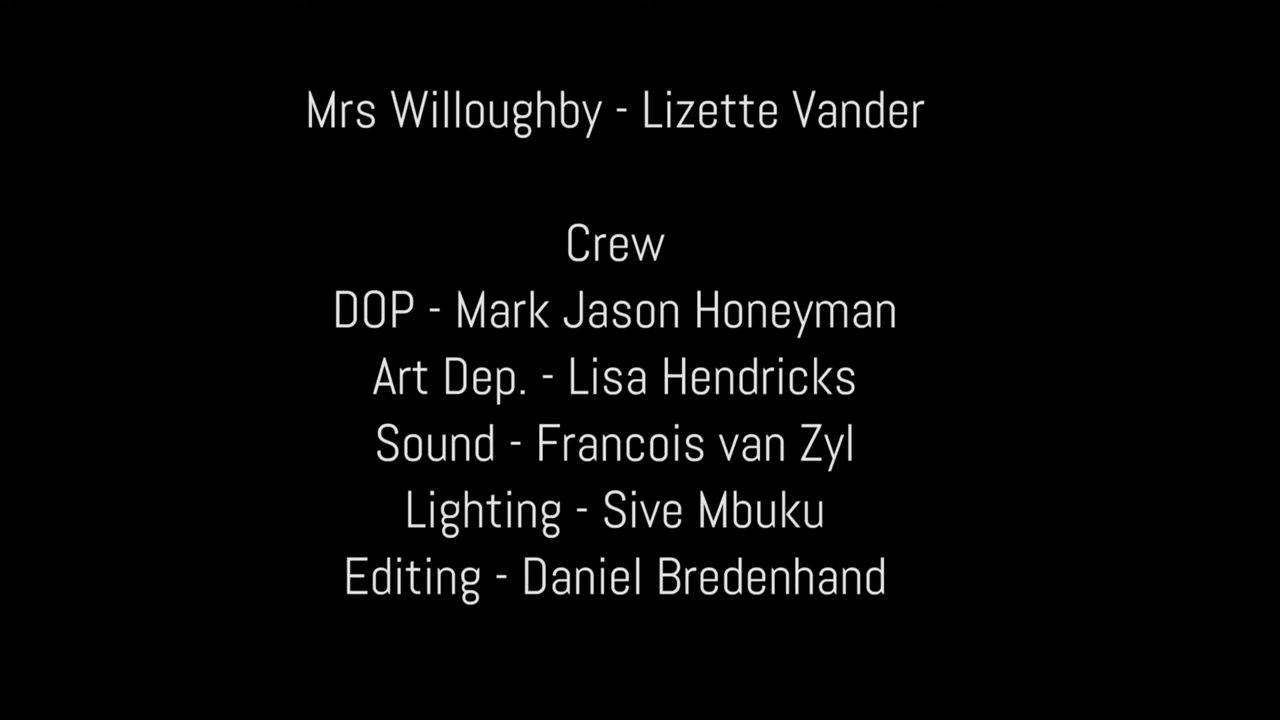 Mrs Willoughby - Lizette Vander
Crew
DOP - Mark Jason Honeyman
Art Dep. - Lisa Hendricks
Sound - Francois van Zyl
Lighting - Sive Mbuku
Editing - Daniel Bredenhand